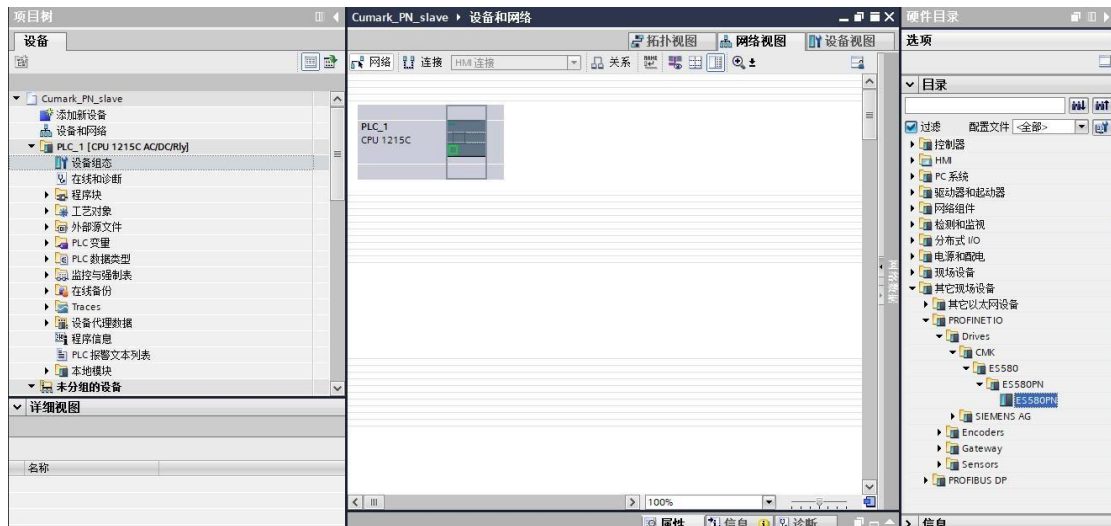 项目树
设备
Cumark_PN_slave
添加新设备
设备和网络
PLC_1 [CPU 1215C AC/DC/Rly]
设备组态
在线和诊断
程序块
工艺对象
外部源文件
PLC 变量
PLC 数据类型
监控与强制表
在线备份
Traces
设备代理数据
程序信息
PLC 报警文本列表
本地模块
未分组的设备
详细视图
名称
Cumark_PN_slave ▸ 设备和网络
拓扑视图
网络视图
设备视图
网络
连接
HMI 连接
关系
PLC_1
CPU 1215C
100%
网络数据
属性
信息
诊断
硬件目录
选项
目录
过滤
配置文件
<全部>
控制器
HMI
PC 系统
驱动器和起动器
网络组件
检测和监视
分布式 I/O
电源和配电
现场设备
其它现场设备
其它以太网设备
PROFINET IO
Drives
CMK
ES580
ES580PN
ES580PN
SIEMENS AG
Encoders
Gateway
Sensors
PROFIBUS DP
信息